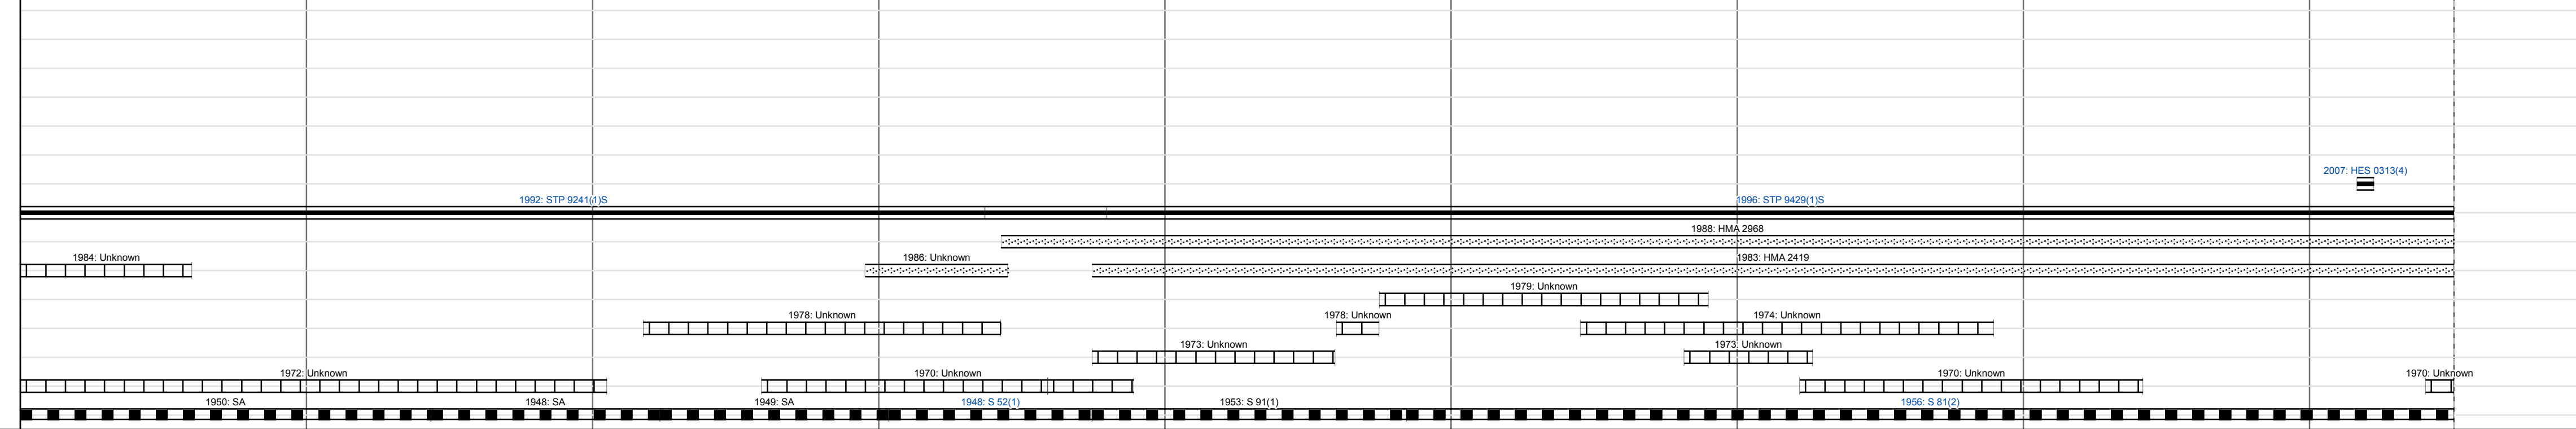 2007: HES 0313(4)
1992: STP 9241(1)S
1996: STP 9429(1)S
1988: HMA 2968
1984: Unknown
1986: Unknown
1983: HMA 2419
1979: Unknown
1978: Unknown
1978: Unknown
1974: Unknown
1973: Unknown
1973: Unknown
1972: Unknown
1970: Unknown
1970: Unknown
1970: Unknown
1950: SA
1948: SA
1949: SA
1948: S 52(1)
1953: S 91(1)
1956: S 81(2)